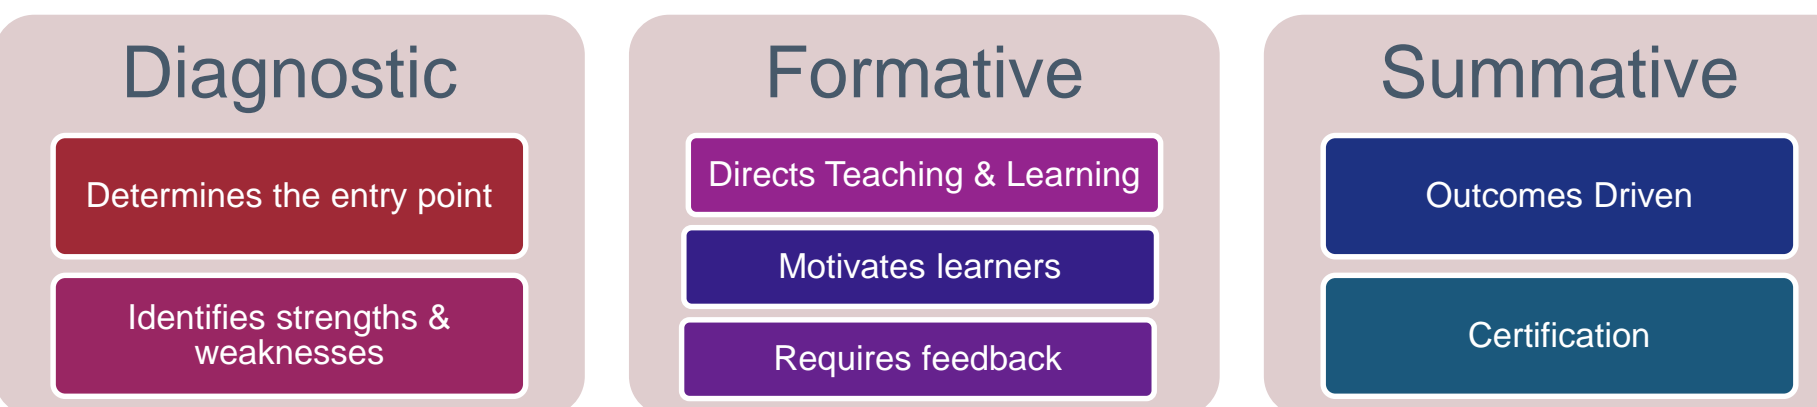 Diagnostic
Determines the entry point
Identifies strengths &
weaknesses
Formative
Directs Teaching & Learning
Motivates learners
Requires feedback
Summative
Outcomes Driven
Certification